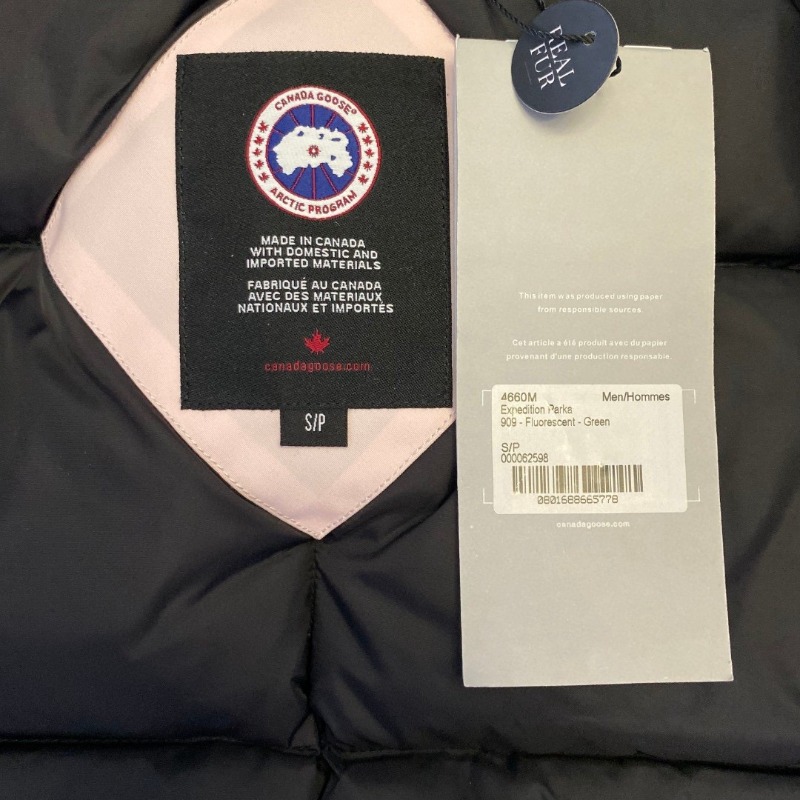 CANADA GOOSE®
ARCTIC PROGRAM
MADE IN CANADA
WITH DOMESTIC AND
IMPORTED MATERIALS
FABRIQUÉ AU CANADA
AVEC DES MATERIAUX
NATIONAUX ET IMPORTÉS
canadagoose.com
S/P
REAL
FUR
This item was produced using paper
from responsible sources.
Cet article a été produit avec du papier
provenant d'une production responsable.
4660M Men/Hommes
Expedition Parka
909 - Fluorescent - Green
S/P
000062598
0801688665778
canadagoose.com